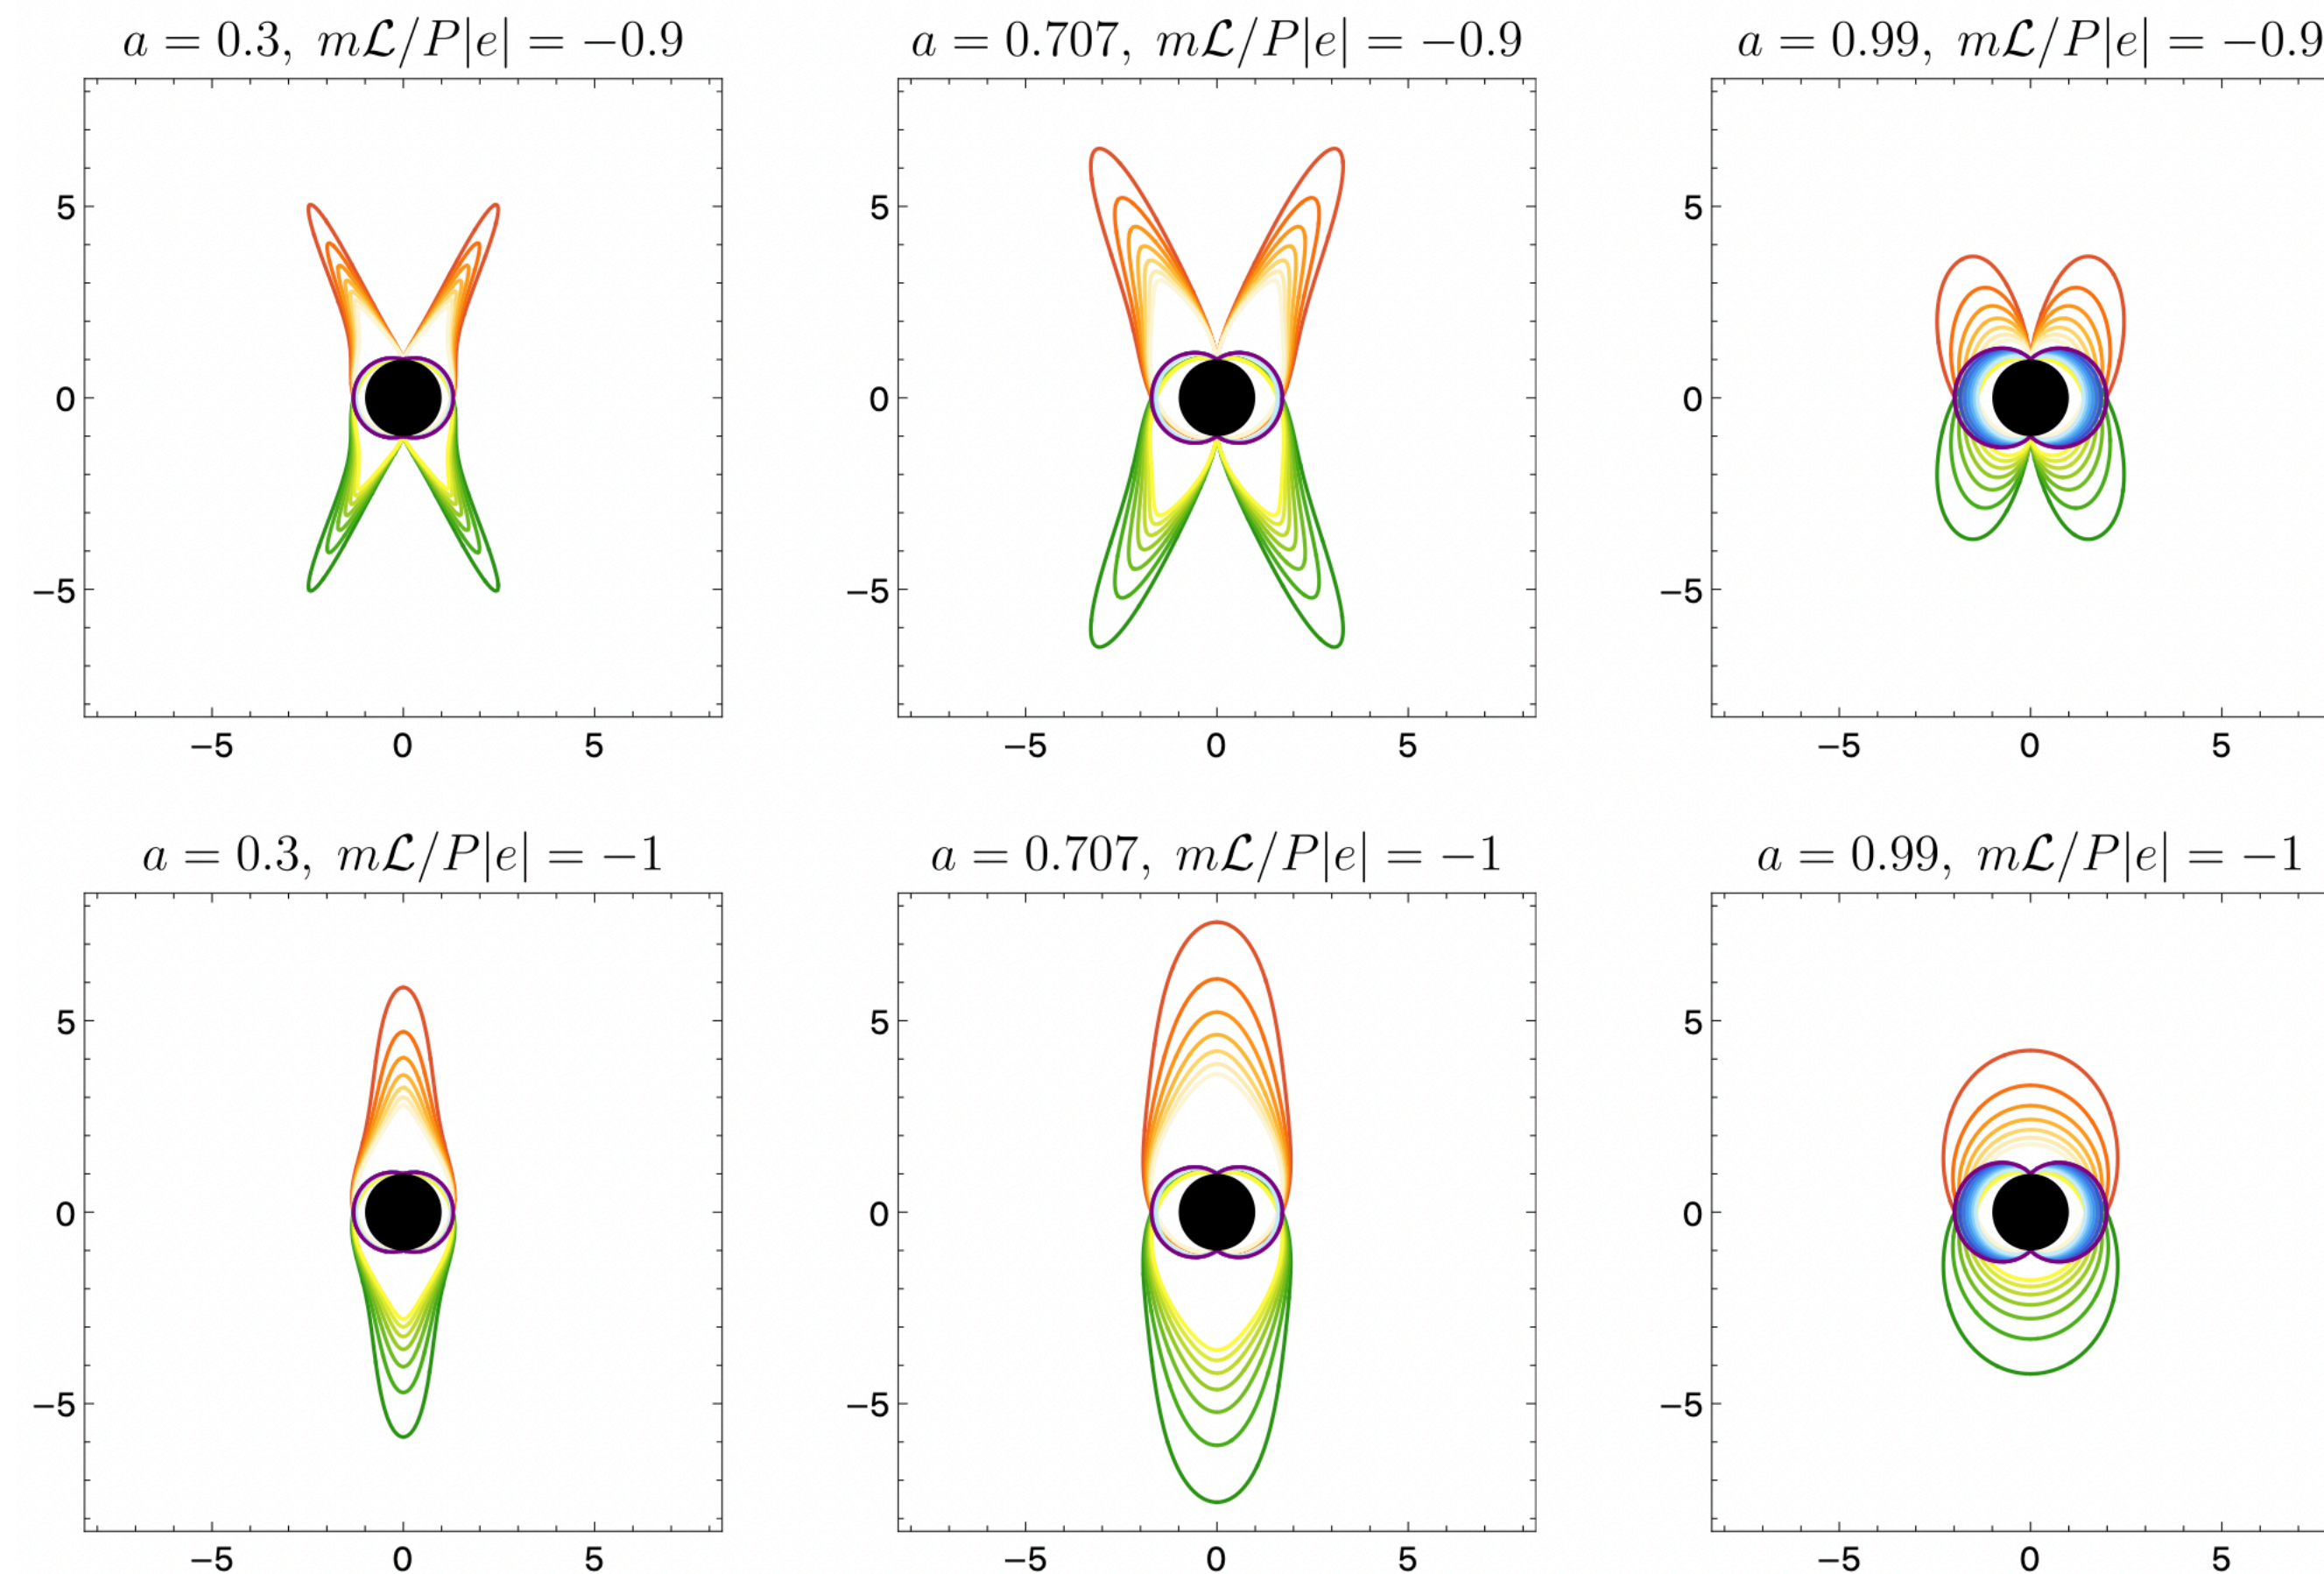 a = 0.3, mℒ/P|e| = −0.9
a = 0.707, mℒ/P|e| = −0.9
a = 0.99, mℒ/P|e| = −0.9
5
0
−5
−5 0 5
5
0
−5
−5 0 5
5
0
−5
−5 0 5
a = 0.3, mℒ/P|e| = −1
a = 0.707, mℒ/P|e| = −1
a = 0.99, mℒ/P|e| = −1
5
0
−5
−5 0 5
5
0
−5
−5 0 5
5
0
−5
−5 0 5